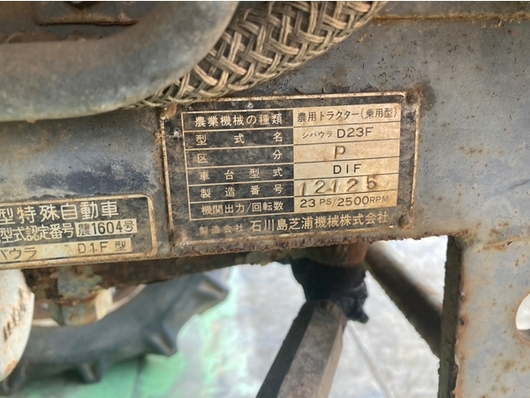 農業機械の種類 農用トラクター(乗用型)
型式名 シバウラ D23F
区分 P
車台型式 D1F
製造番号 12125
機関出力/回転数 23 PS/2500RPM
製造会社 石川島芝浦機械株式会社
型特殊自動車
型式認定番号 農1604号
バウラ D1F 型